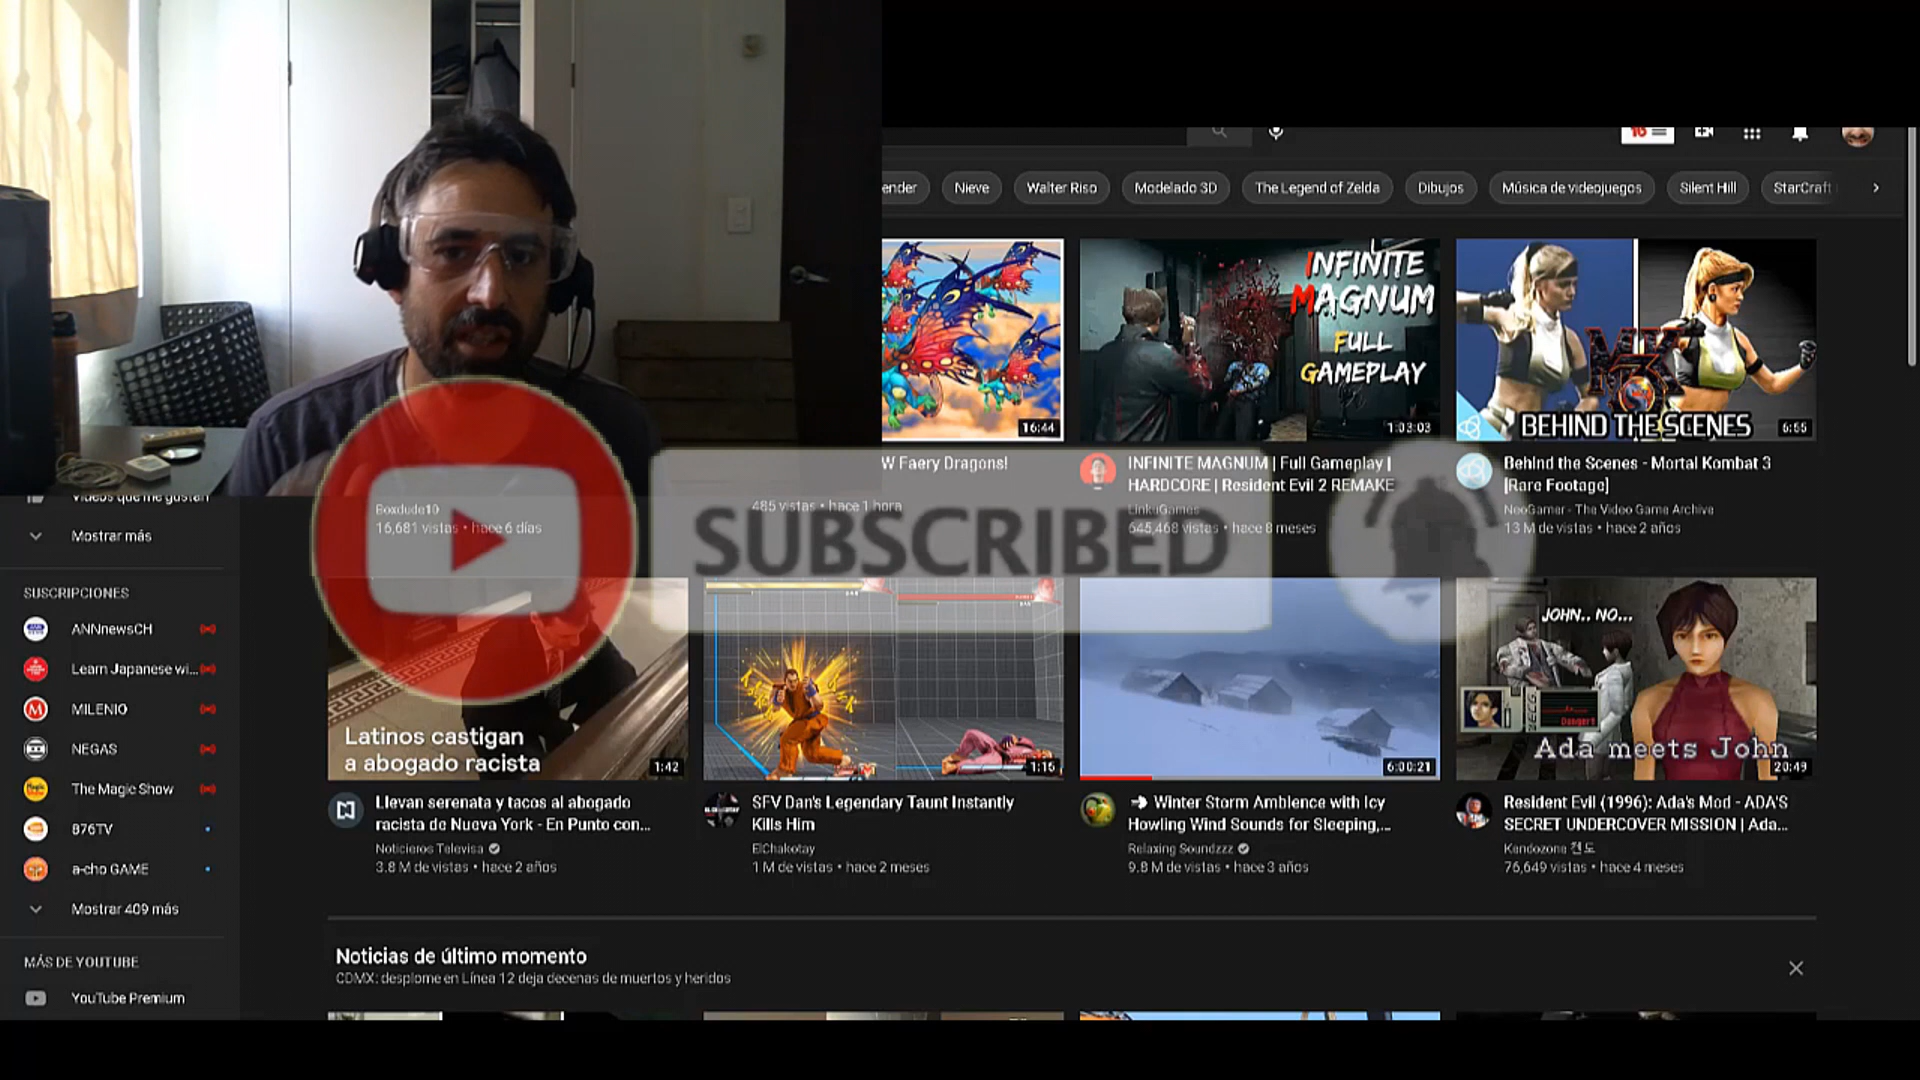 ender
Nieve
Walter Riso
Modelado 3D
The Legend of Zelda
Dibujos
Música de videojuegos
Silent Hill
StarCraft
INFINITE
MAGNUM
FULL
GAMEPLAY
BEHIND THE SCENES
16:44
1:03:03
6:55
W Faery Dragons!
INFINITE MAGNUM | Full Gameplay |
HARDCORE | Resident Evil 2 REMAKE
Behind the Scenes - Mortal Kombat 3
[Rare Footage]
Videos que me gustan
Boxdude10
16,681 vistas • hace 6 días
485 vistas • hace 1 hora
LinkuGames
645,468 vistas • hace 8 meses
NeoGamer - The Video Game Archive
13 M de vistas • hace 2 años
Mostrar más
SUBSCRIBED
SUSCRIPCIONES
ANNnewsCH
Learn Japanese wi...
MILENIO
NEGAS
The Magic Show
876TV
a-cho GAME
Mostrar 409 más
MÁS DE YOUTUBE
YouTube Premium
Latinos castigan
a abogado racista
1:42
1:15
6:00:21
JOHN.. NO...
Danger!
Ada meets John
20:49
Llevan serenata y tacos al abogado
racista de Nueva York - En Punto con...
Noticieros Televisa
3.8 M de vistas • hace 2 años
SFV Dan's Legendary Taunt Instantly
Kills Him
ElChakotay
1 M de vistas • hace 2 meses
Winter Storm Ambience with Icy
Howling Wind Sounds for Sleeping,...
Relaxing Soundzzz
9.8 M de vistas • hace 3 años
Resident Evil (1996): Ada's Mod - ADA'S
SECRET UNDERCOVER MISSION | Ada...
Kendozone 켄도
76,649 vistas • hace 4 meses
Noticias de último momento
CDMX: desplome en Línea 12 deja decenas de muertos y heridos